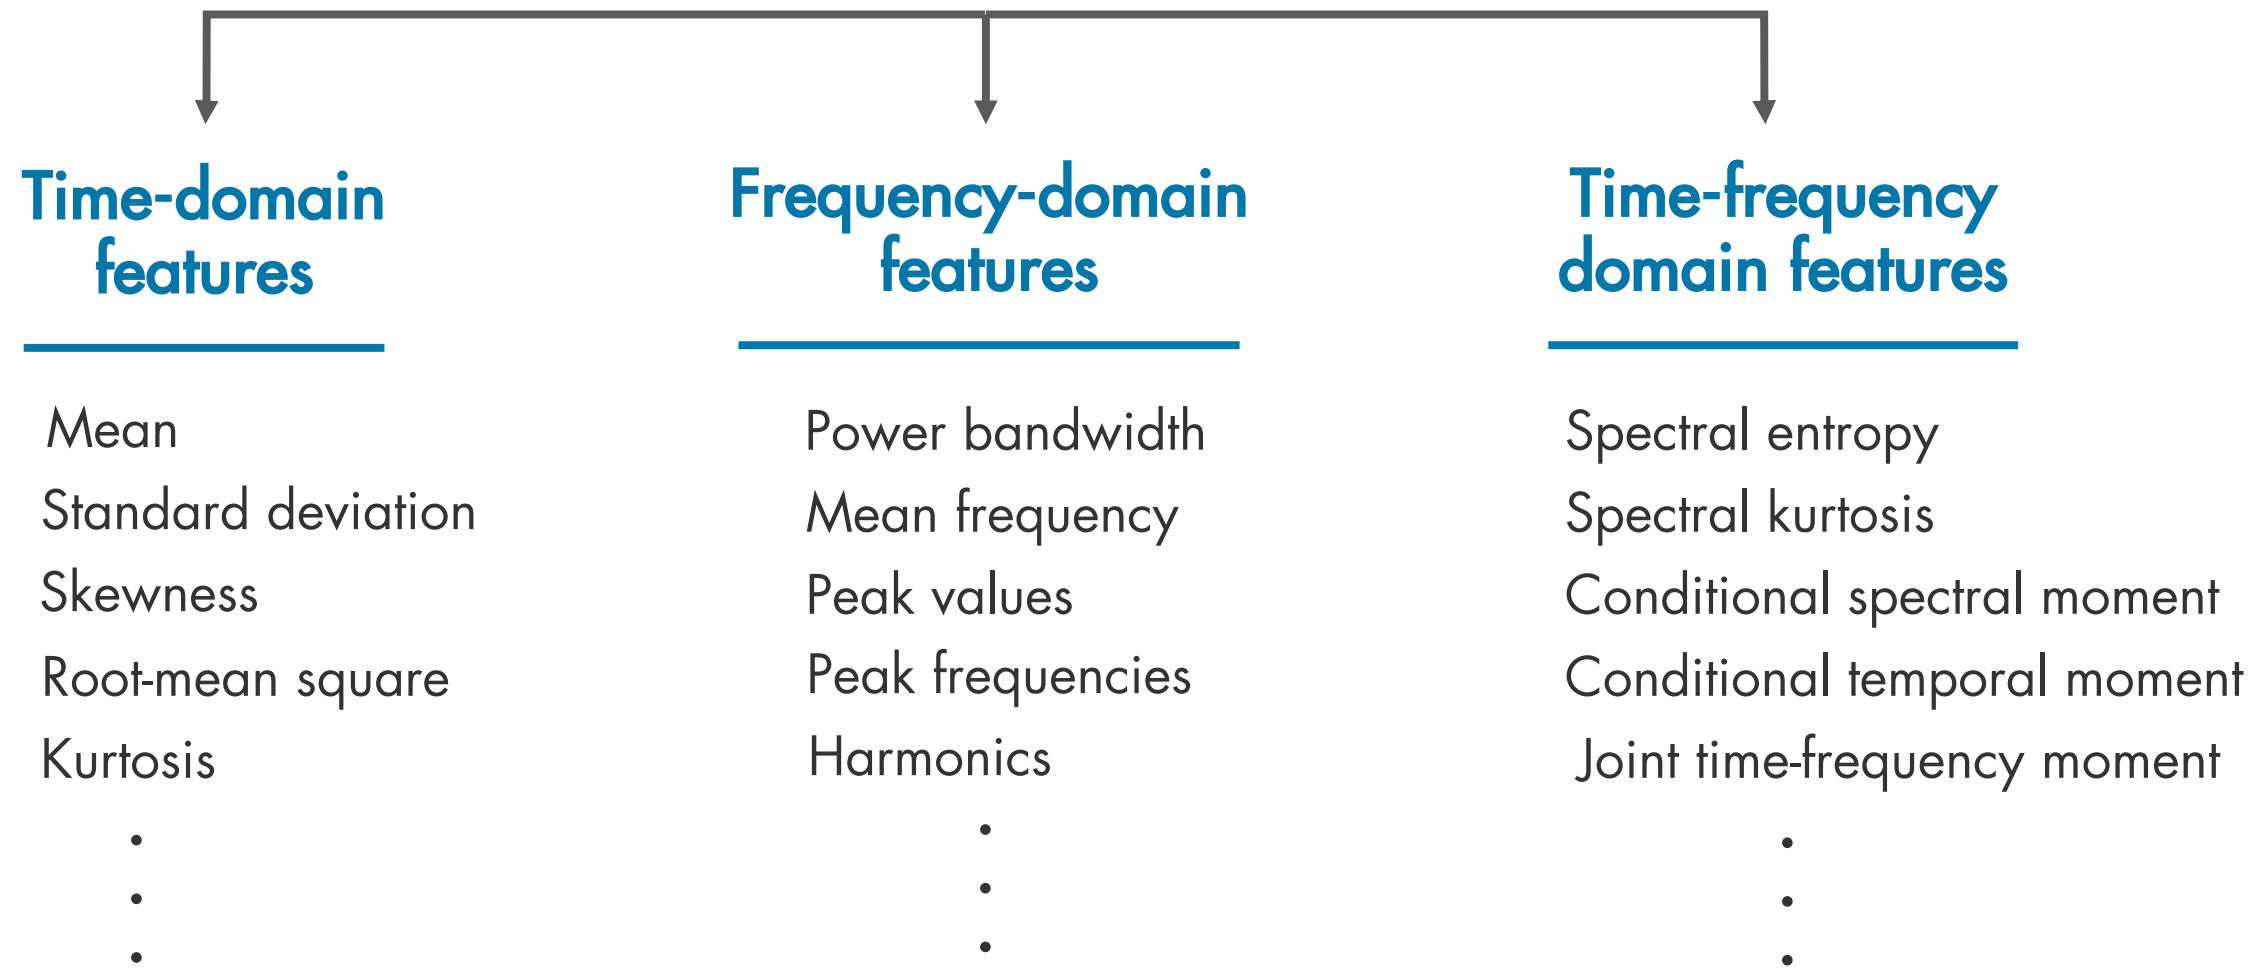 Time-domain
features
Mean
Standard deviation
Skewness
Root-mean square
Kurtosis
Frequency-domain
features
Power bandwidth
Mean frequency
Peak values
Peak frequencies
Harmonics
Time-frequency
domain features
Spectral entropy
Spectral kurtosis
Conditional spectral moment
Conditional temporal moment
Joint time-frequency moment